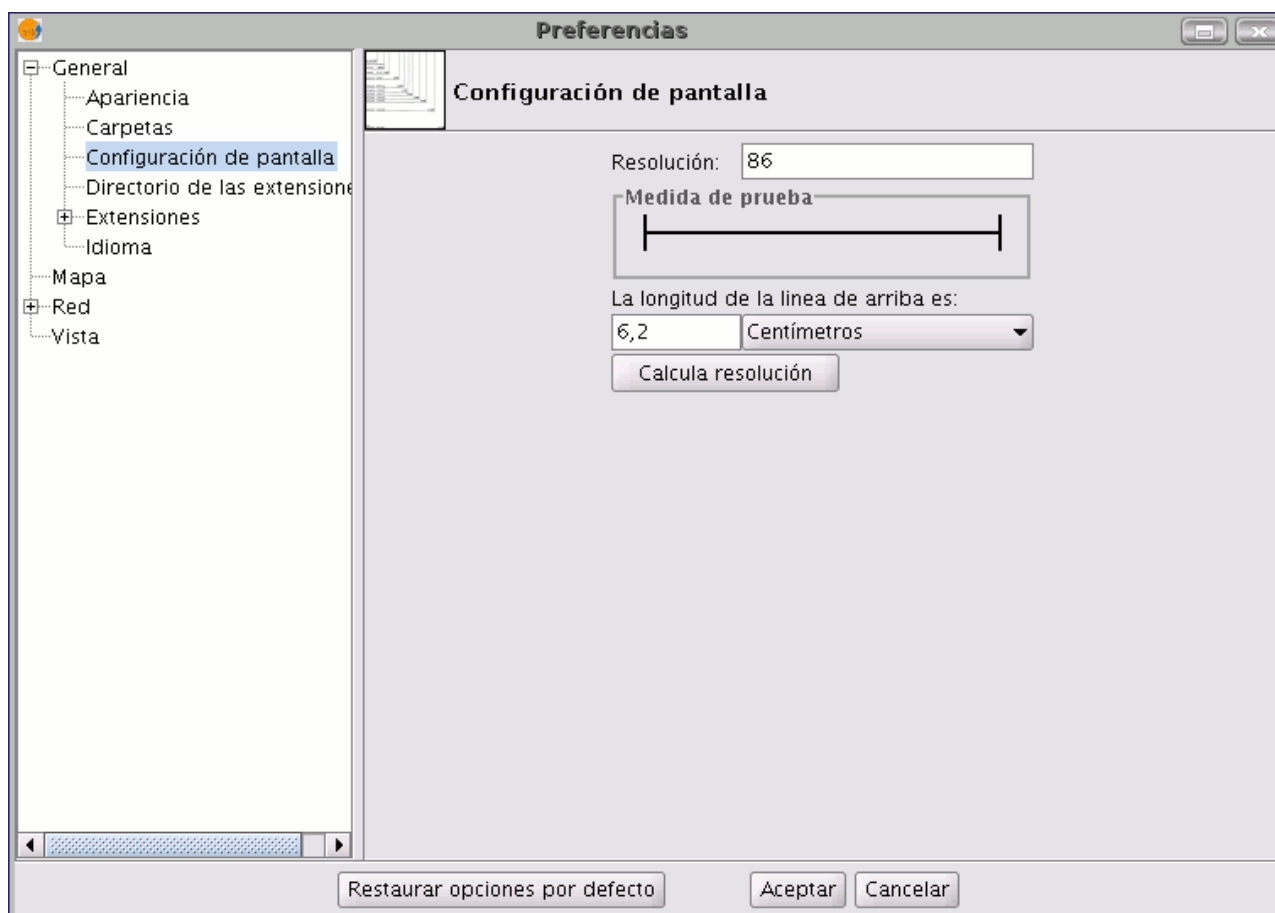 Preferencias
General
Apariencia
Carpetas
Configuración de pantalla
Directorio de las extensione
Extensiones
Idioma
Mapa
Red
Vista
Configuración de pantalla
Resolución: 86
Medida de prueba
La longitud de la linea de arriba es:
6,2 Centímetros
Calcula resolución
Restaurar opciones por defecto Aceptar Cancelar